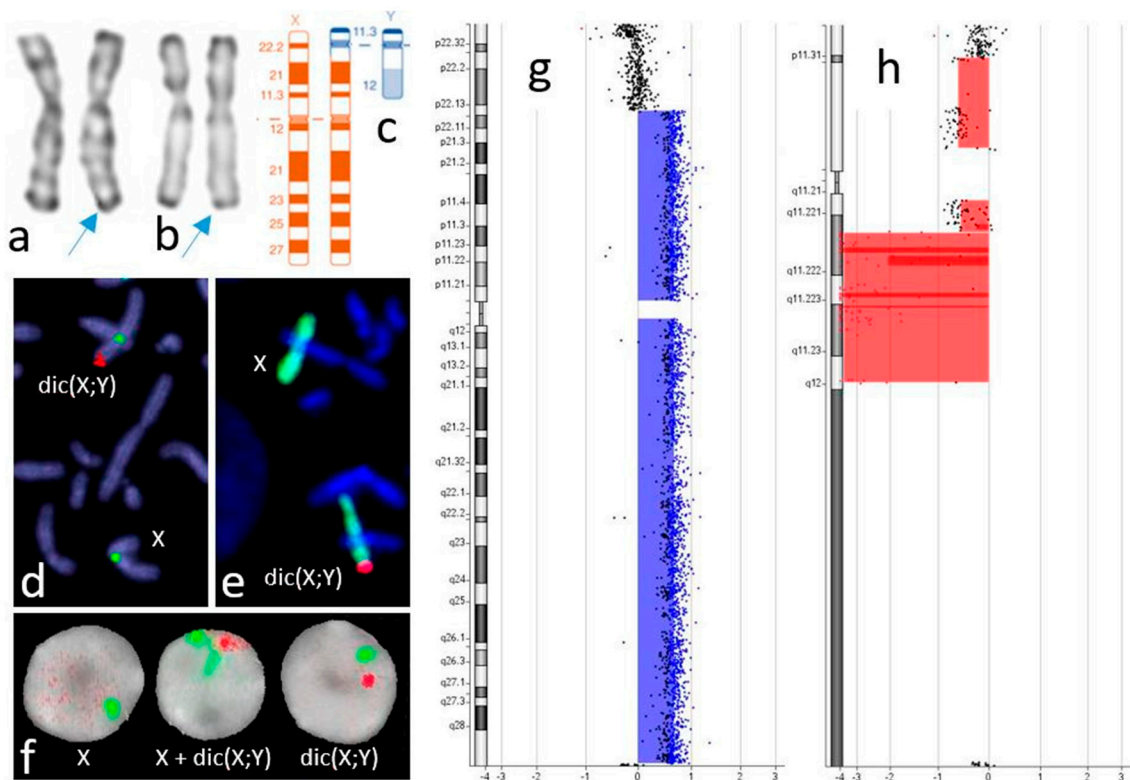 a
b
c
X
22.2
21
11.3
12
21
23
25
27
Y
11.3
12
d
dic(X;Y)
X
e
X
dic(X;Y)
f
X
X + dic(X;Y)
dic(X;Y)
g
p22.32
p22.2
p22.13
p22.11
p21.3
p21.2
p11.4
p11.3
p11.23
p11.22
p11.21
q12
q13.1
q13.2
q21.1
q21.2
q21.32
q22.1
q22.2
q23
q24
q25
q26.1
q26.3
q27.1
q27.3
q28
-4 -3 -2 -1 0 1 2 3
h
p11.31
q11.21
q11.221
q11.222
q11.223
q11.23
q12
-4 -3 -2 -1 0 1 2 3